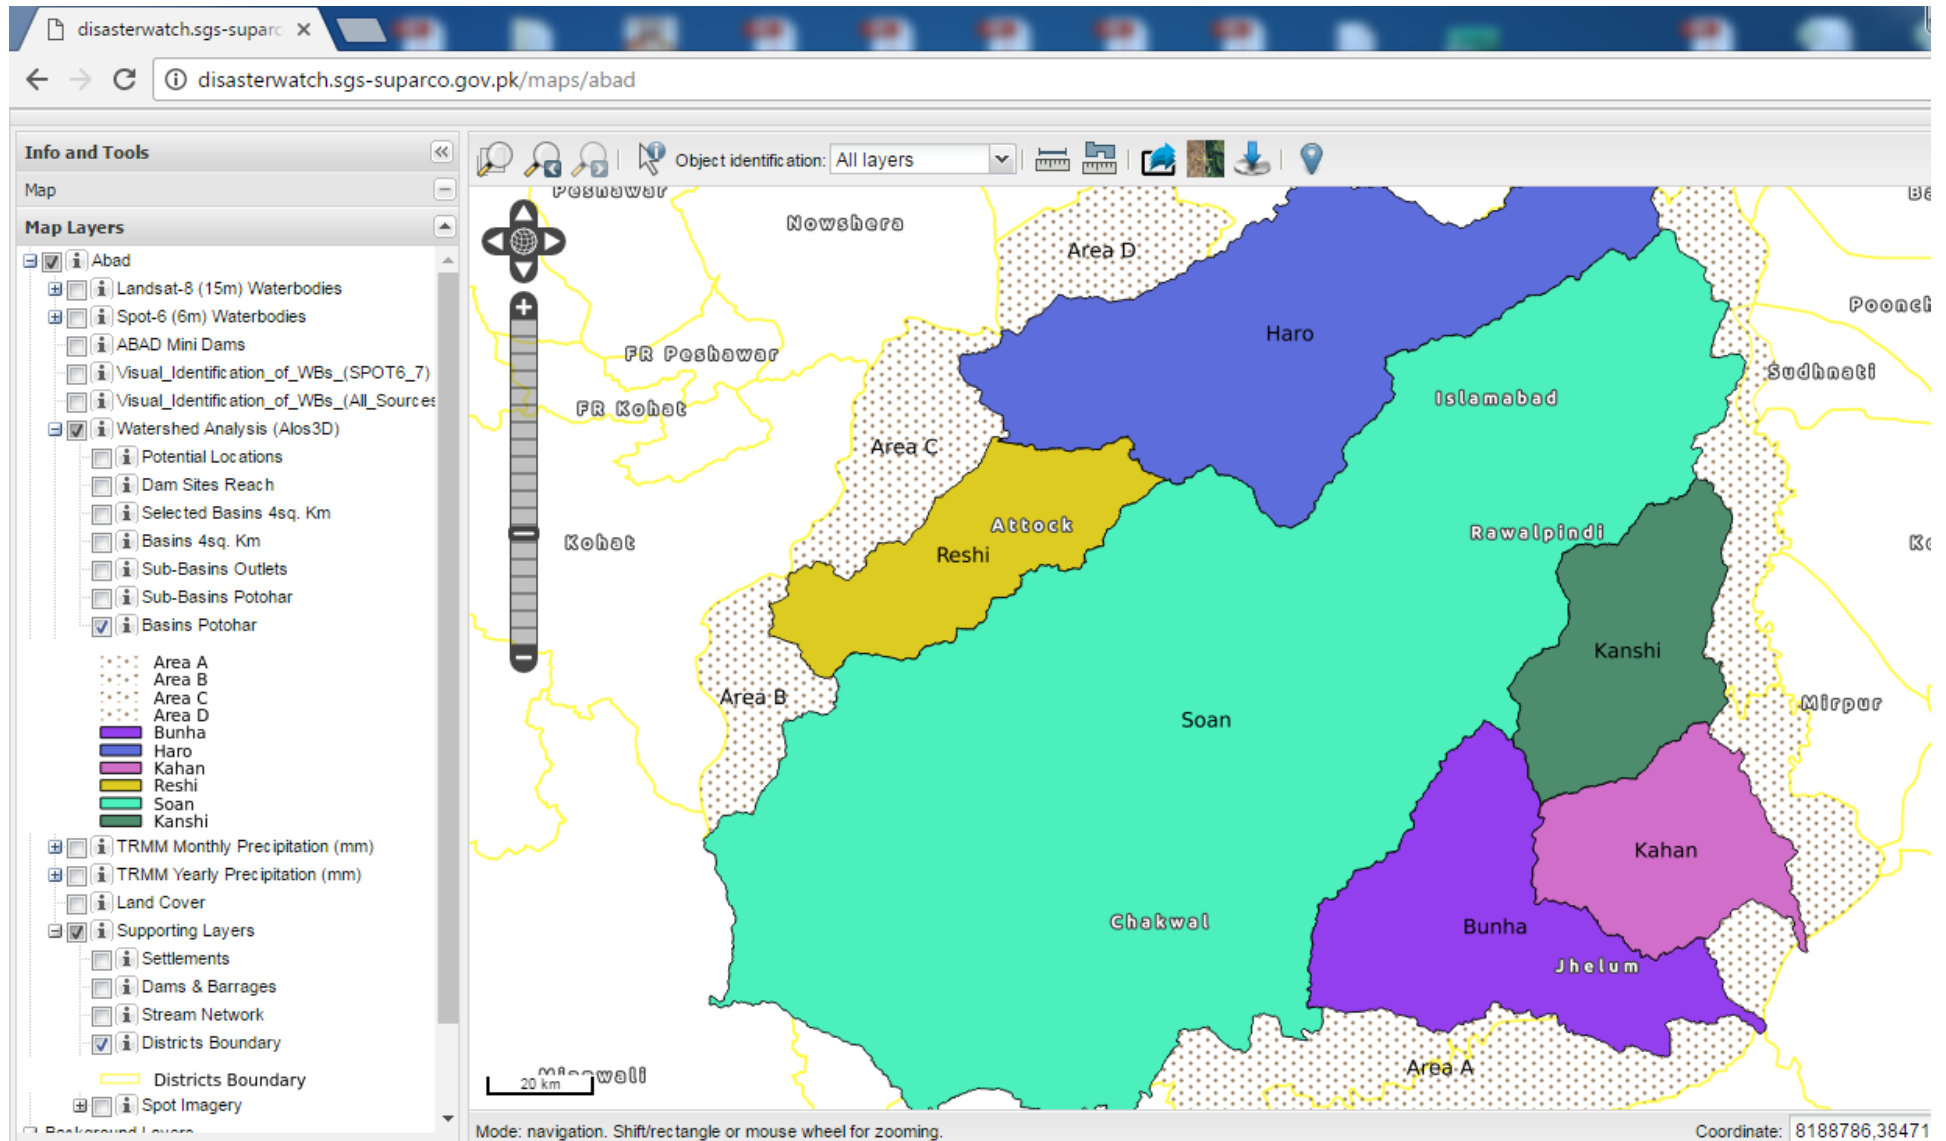 disasterwatch.sgs-suparc
disasterwatch.sgs-suparco.gov.pk/maps/abad
Info and Tools
Map
Map Layers
Abad
Landsat-8 (15m) Waterbodies
Spot-6 (6m) Waterbodies
ABAD Mini Dams
Visual_Identification_of_WBs_(SPOT6_7)
Visual_Identification_of_WBs_(All_Sources
Watershed Analysis (Alos3D)
Potential Locations
Dam Sites Reach
Selected Basins 4sq. Km
Basins 4sq. Km
Sub-Basins Outlets
Sub-Basins Potohar
Basins Potohar
Area A
Area B
Area C
Area D
Bunha
Haro
Kahan
Reshi
Soan
Kanshi
TRMM Monthly Precipitation (mm)
TRMM Yearly Precipitation (mm)
Land Cover
Supporting Layers
Settlements
Dams & Barrages
Stream Network
Districts Boundary
Districts Boundary
Spot Imagery
Background Layers
Object identification: All layers
Peshawar
Nowshera
Area D
Ba
Haro
Poonch
FR Peshawar
Sudhnati
FR Kohat
Islamabad
Area C
Attock
Rawalpindi
Kohat
Ko
Reshi
Kanshi
Area B
Mirpur
Soan
Kahan
Chakwal
Bunha
Jhelum
Area A
Mianwali
20 km
Mode: navigation. Shift/rectangle or mouse wheel for zooming.
Coordinate: 8188786,38471